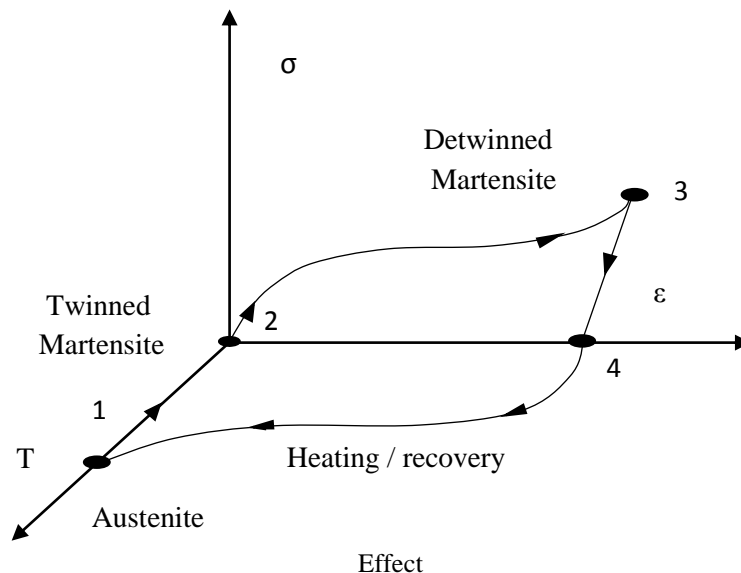 σ
Detwinned
Martensite
3
ε
Twinned
Martensite
2
4
1
T
Heating / recovery
Austenite
Effect